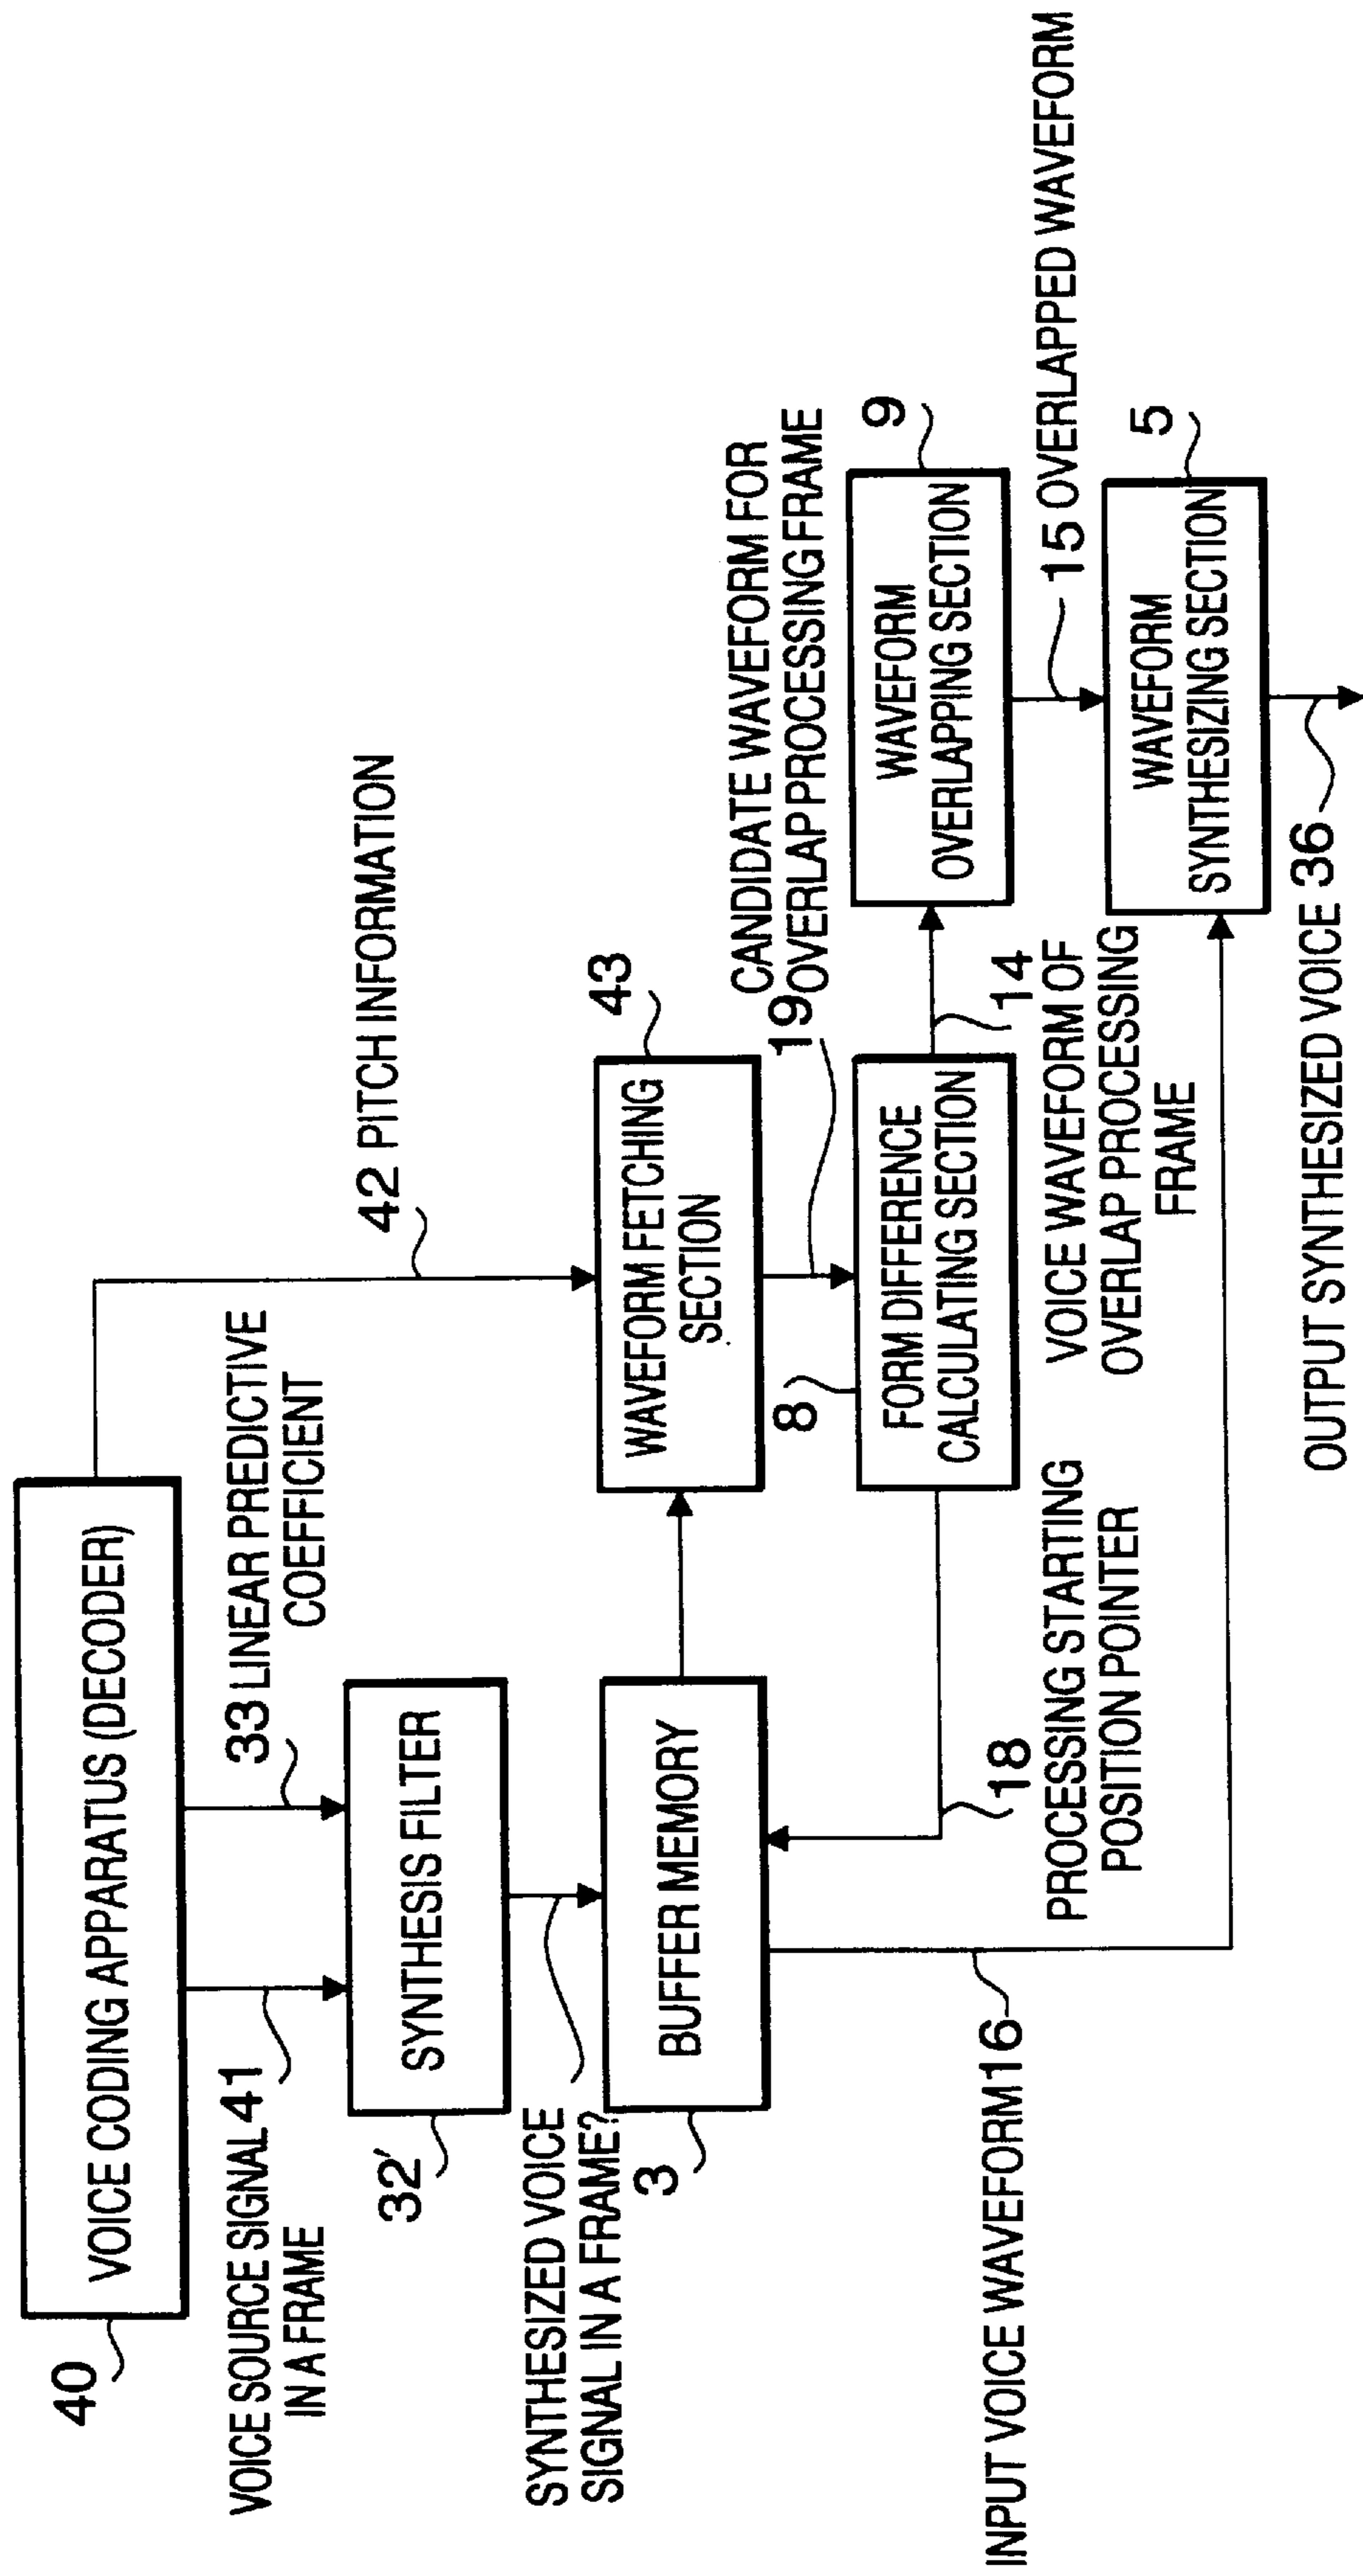 40
VOICE CODING APPARATUS (DECODER)
VOICE SOURCE SIGNAL 41
IN A FRAME
33 LINEAR PREDICTIVE
COEFFICIENT
42 PITCH INFORMATION
32'
SYNTHESIS FILTER
SYNTHESIZED VOICE
SIGNAL IN A FRAME?
3
BUFFER MEMORY
43
WAVEFORM FETCHING
SECTION
19
CANDIDATE WAVEFORM FOR
OVERLAP PROCESSING FRAME
8
FORM DIFFERENCE
CALCULATING SECTION
9
WAVEFORM
OVERLAPPING SECTION
14
VOICE WAVEFORM OF
OVERLAP PROCESSING
FRAME
18
PROCESSING STARTING
POSITION POINTER
15 OVERLAPPED WAVEFORM
5
WAVEFORM
SYNTHESIZING SECTION
INPUT VOICE WAVEFORM 16
OUTPUT SYNTHESIZED VOICE 36